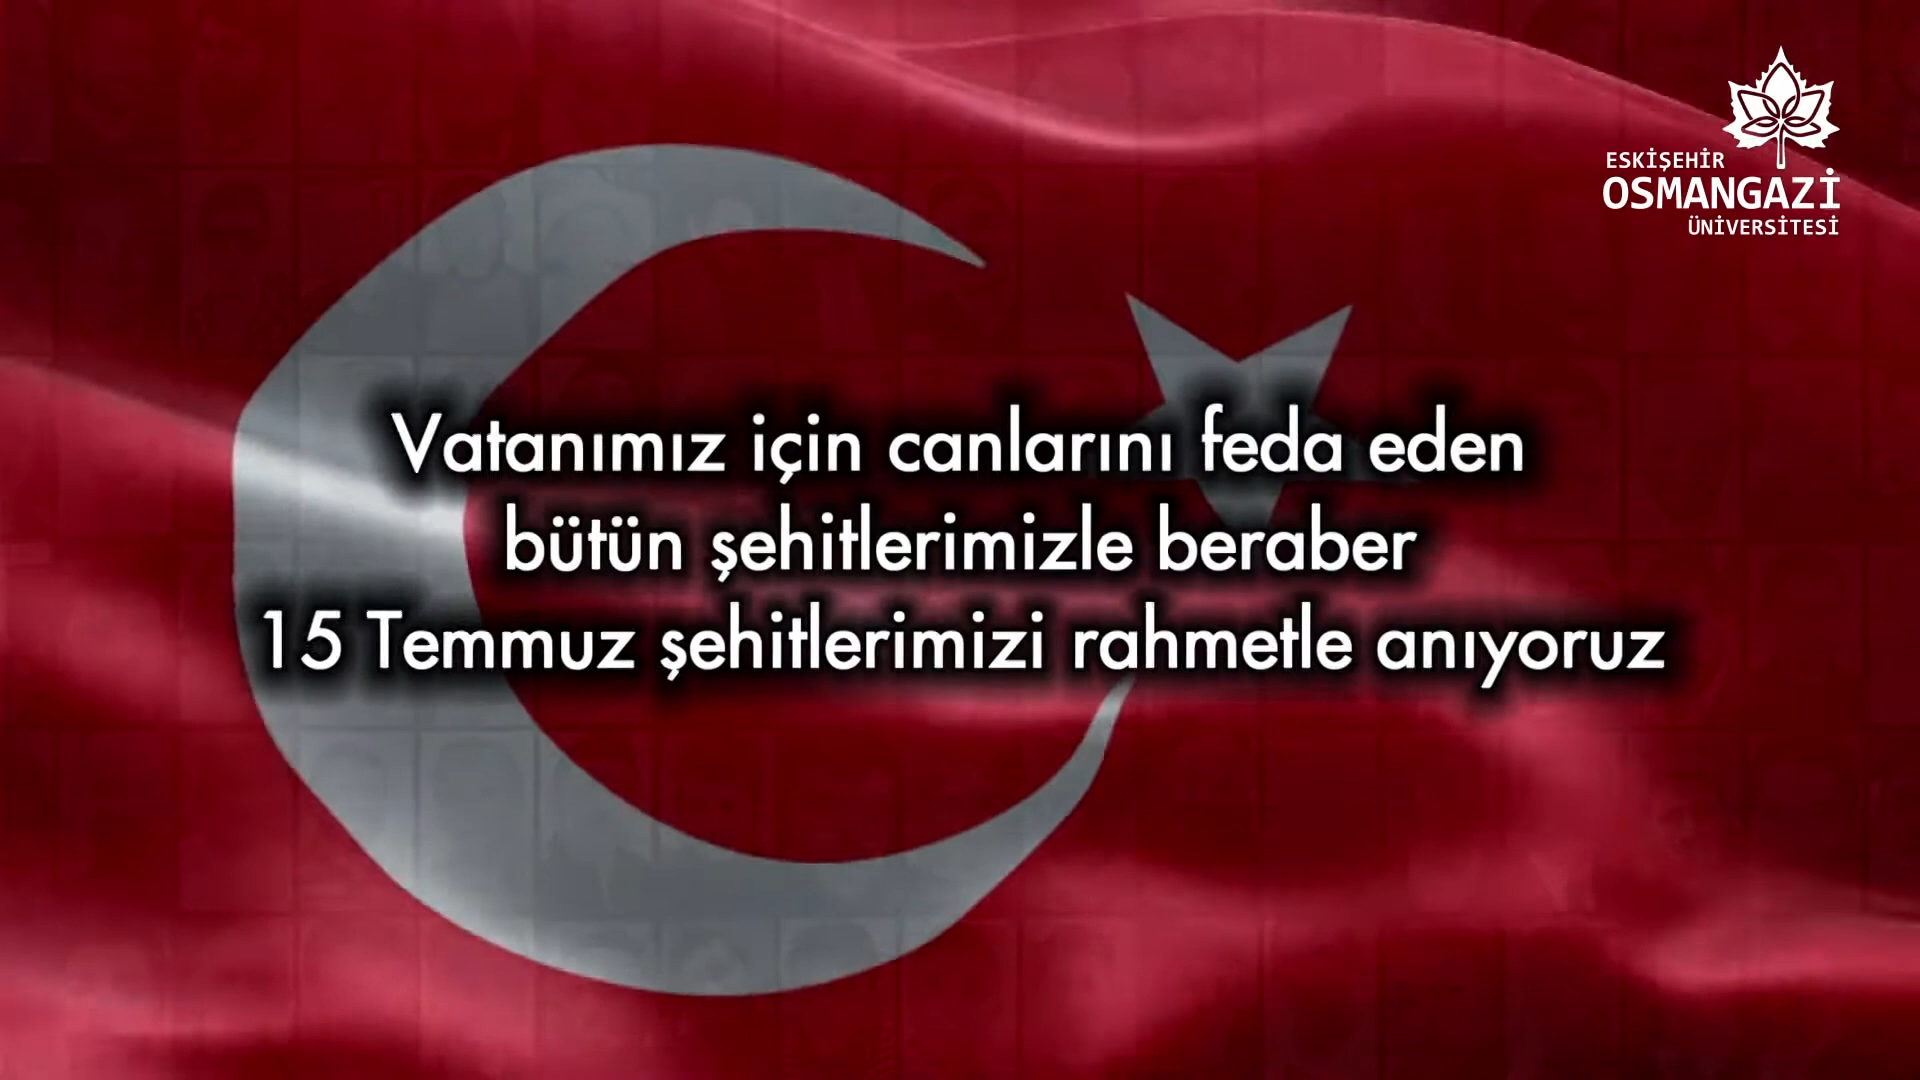 ESKİŞEHİR
OSMANGAZİ
ÜNİVERSİTESİ
Vatanımız için canlarını feda eden
bütün şehitlerimizle beraber
15 Temmuz şehitlerimizi rahmetle anıyoruz